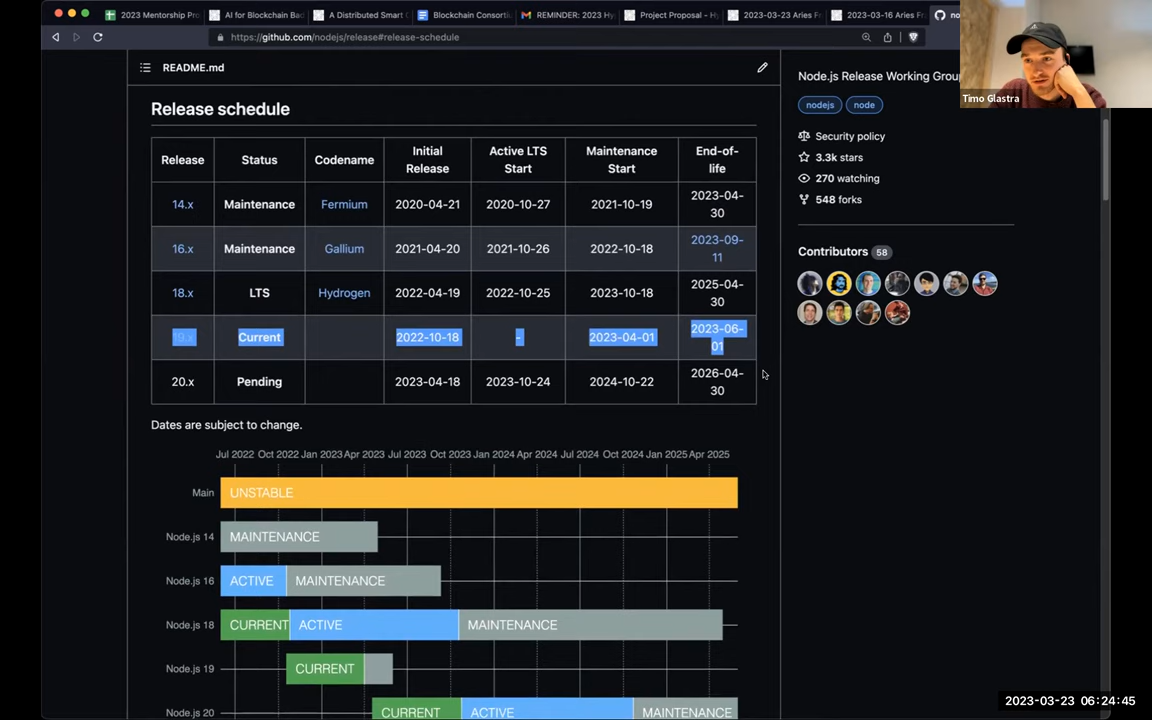 2023 Mentorship Pro
AI for Blockchain Bad
A Distributed Smart C
Blockchain Consorti
REMINDER: 2023 Hy
Project Proposal - Hy
2023-03-23 Aries Fr
2023-03-16 Aries Fr
no
https://github.com/nodejs/release#release-schedule
Timo Glastra
README.md
Release schedule
Release Status Codename Initial Release Active LTS Start Maintenance Start End-of-life
14.x Maintenance Fermium 2020-04-21 2020-10-27 2021-10-19 2023-04-30
16.x Maintenance Gallium 2021-04-20 2021-10-26 2022-10-18 2023-09-11
18.x LTS Hydrogen 2022-04-19 2022-10-25 2023-10-18 2025-04-30
19.x Current 2022-10-18 - 2023-04-01 2023-06-01
20.x Pending 2023-04-18 2023-10-24 2024-10-22 2026-04-30
Dates are subject to change.
Jul 2022 Oct 2022 Jan 2023 Apr 2023 Jul 2023 Oct 2023 Jan 2024 Apr 2024 Jul 2024 Oct 2024 Jan 2025 Apr 2025
Main UNSTABLE
Node.js 14 MAINTENANCE
Node.js 16 ACTIVE MAINTENANCE
Node.js 18 CURRENT ACTIVE MAINTENANCE
Node.js 19 CURRENT
Node.js 20 CURRENT ACTIVE MAINTENANCE
Node.js Release Working Group
nodejs node
Security policy
3.3k stars
270 watching
548 forks
Contributors 58
2023-03-23 06:24:45